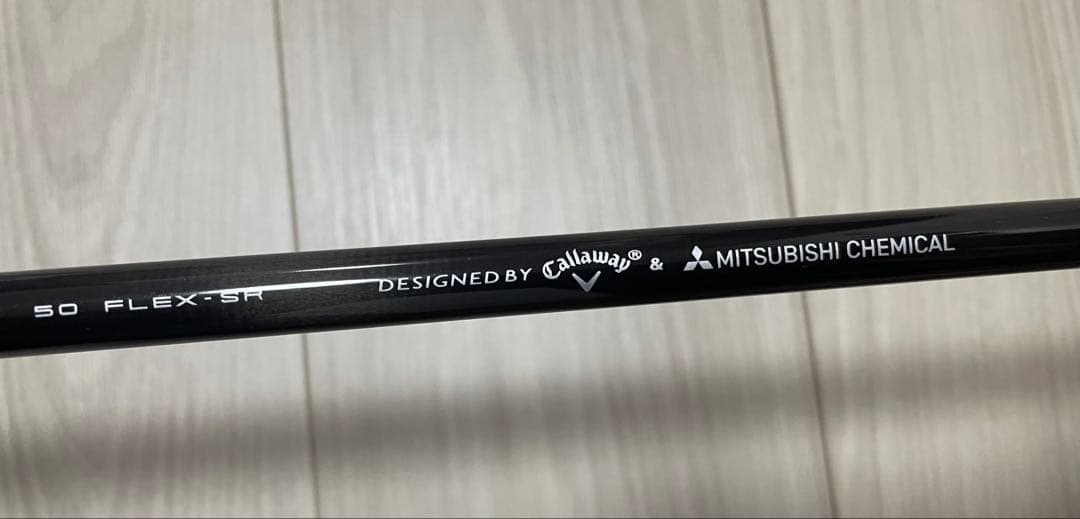 50 FLEX-SR DESIGNED BY Callaway® & MITSUBISHI CHEMICAL